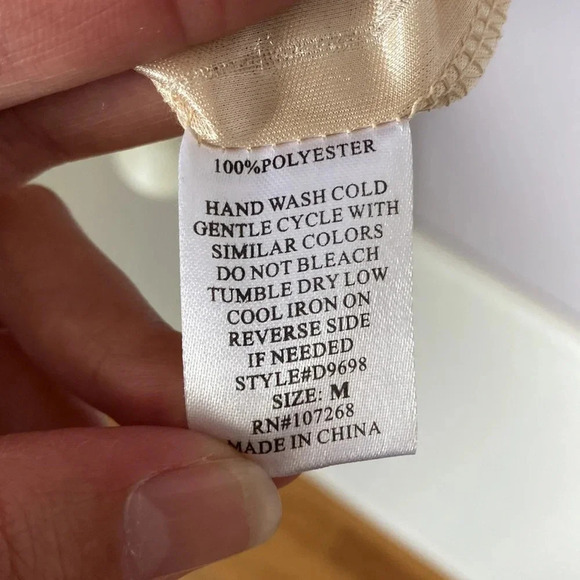 100%POLYESTER
HAND WASH COLD
GENTLE CYCLE WITH
SIMILAR COLORS
DO NOT BLEACH
TUMBLE DRY LOW
COOL IRON ON
REVERSE SIDE
IF NEEDED
STYLE#D9698
SIZE: M
RN#107268
MADE IN CHINA